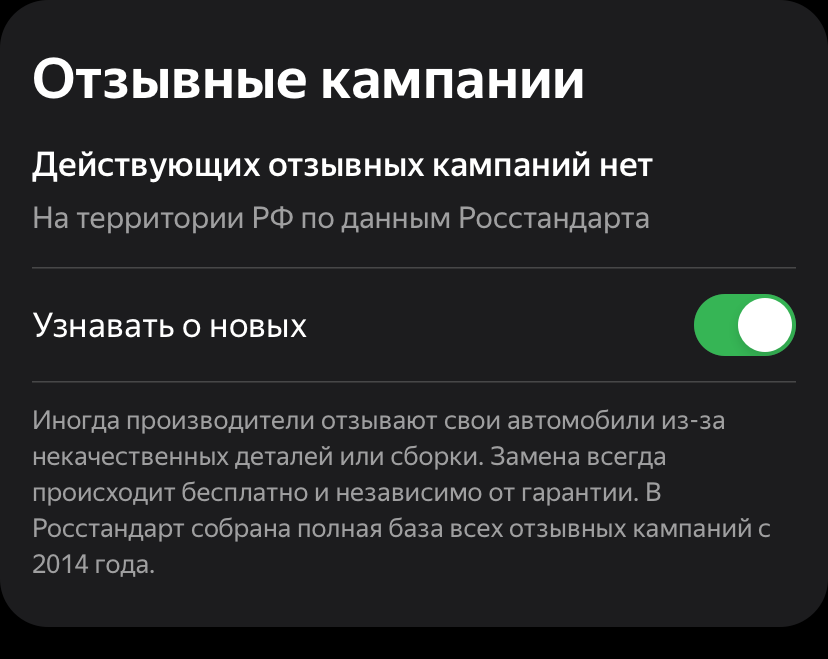 Отзывные кампании
Действующих отзывных кампаний нет
На территории РФ по данным Росстандарта
Узнавать о новых
Иногда производители отзывают свои автомобили из-за
некачественных деталей или сборки. Замена всегда
происходит бесплатно и независимо от гарантии. В
Росстандарт собрана полная база всех отзывных кампаний с
2014 года.